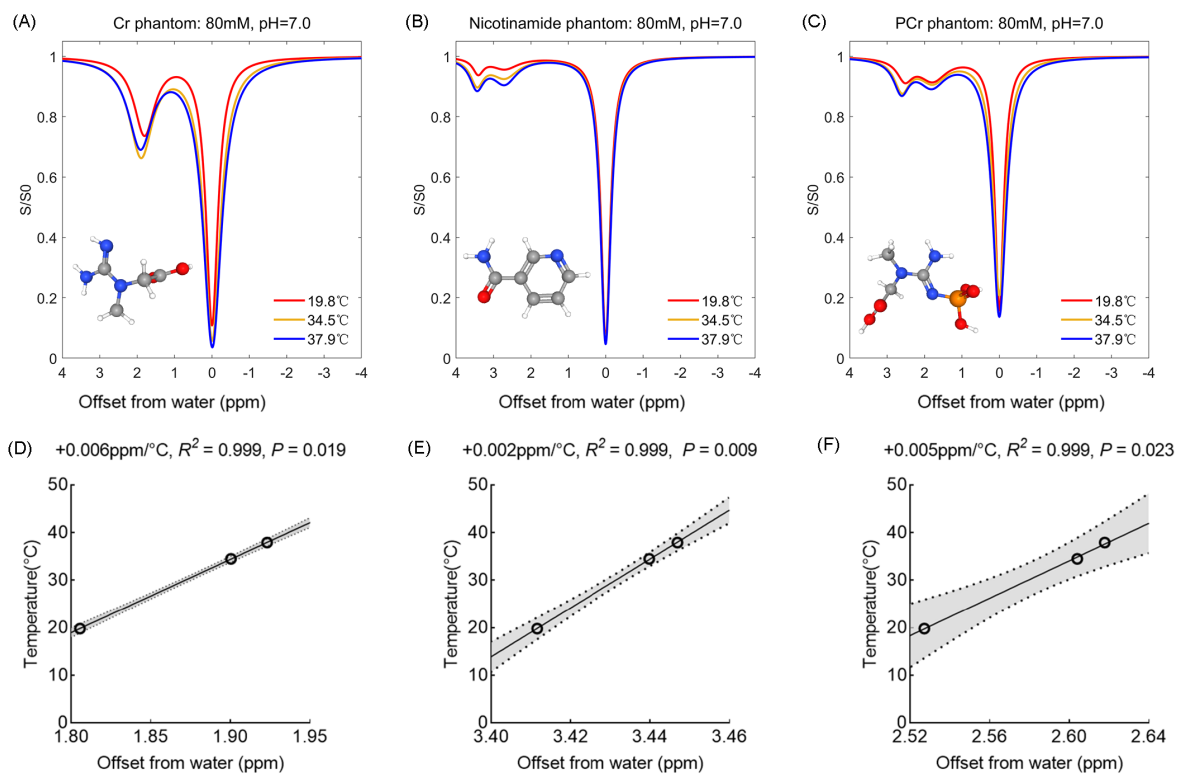 (A) Cr phantom: 80mM, pH=7.0
S/S0
1
0.8
0.6
0.4
0.2
0
19.8℃
34.5℃
37.9℃
4 3 2 1 0 -1 -2 -3 -4
Offset from water (ppm)
(B) Nicotinamide phantom: 80mM, pH=7.0
S/S0
1
0.8
0.6
0.4
0.2
0
19.8℃
34.5℃
37.9℃
4 3 2 1 0 -1 -2 -3 -4
Offset from water (ppm)
(C) PCr phantom: 80mM, pH=7.0
S/S0
1
0.8
0.6
0.4
0.2
0
19.8℃
34.5℃
37.9℃
4 3 2 1 0 -1 -2 -3 -4
Offset from water (ppm)
(D)
+0.006ppm/°C, R² = 0.999, P = 0.019
Temperature(°C)
50
40
30
20
10
0
1.80 1.85 1.90 1.95
Offset from water (ppm)
(E)
+0.002ppm/°C, R² = 0.999, P = 0.009
Temperature(°C)
50
40
30
20
10
0
3.40 3.42 3.44 3.46
Offset from water (ppm)
(F)
+0.005ppm/°C, R² = 0.999, P = 0.023
Temperature(°C)
50
40
30
20
10
0
2.52 2.56 2.60 2.64
Offset from water (ppm)